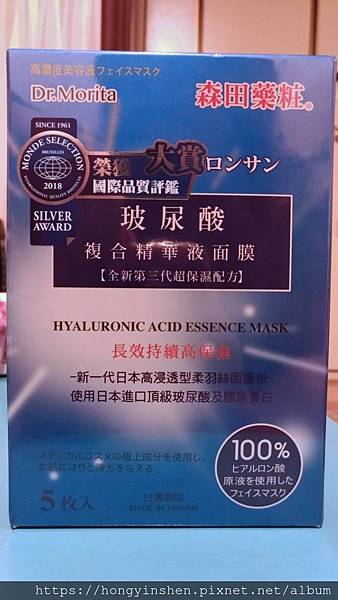 高濃度美容液フェイスマスク
Dr.Morita
森田藥粧®
SINCE 1961
MONDE SELECTION
BRUXELLES
2018
SILVER
AWARD
榮獲 大賞
國際品質評鑑
ロンサン
玻尿酸
複合精華液面膜
【全新第三代超保濕配方】
HYALURONIC ACID ESSENCE MASK
長效持續高保濕
-新一代日本高浸透型柔羽絲面膜布-
使用日本進口頂級玻尿酸及膠原蛋白
メディカルコスメの極上成分を使用し、
お肌にはりと弾力を与える
100%
ヒアルロン酸
原液を使用した
フェイスマスク
5枚入
台灣製造
MADE IN TAIWAN
https://hongyinshen.pixnet.net/album